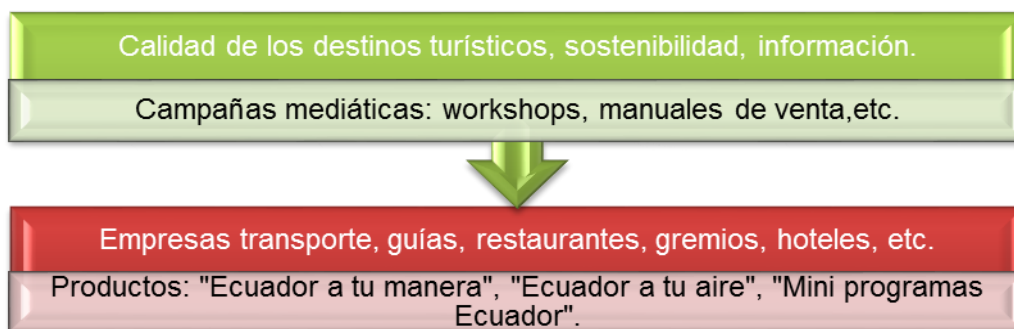 Calidad de los destinos turísticos, sostenibilidad, información.
Campañas mediáticas: workshops, manuales de venta,etc.
Empresas transporte, guías, restaurantes, gremios, hoteles, etc.
Productos: "Ecuador a tu manera", "Ecuador a tu aire", "Mini programas
Ecuador".